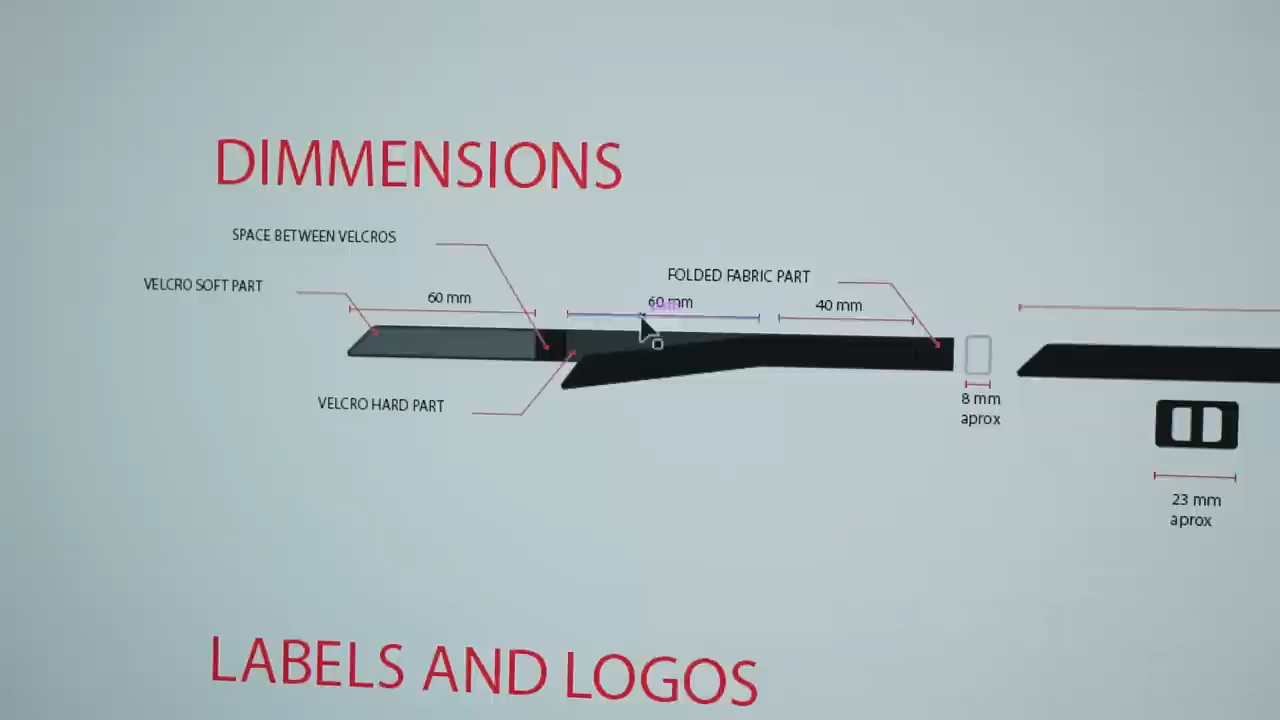 DIMMENSIONS
SPACE BETWEEN VELCROS
VELCRO SOFT PART
FOLDED FABRIC PART
60 mm
60 mm
40 mm
VELCRO HARD PART
8 mm
aprox
23 mm
aprox
LABELS AND LOGOS